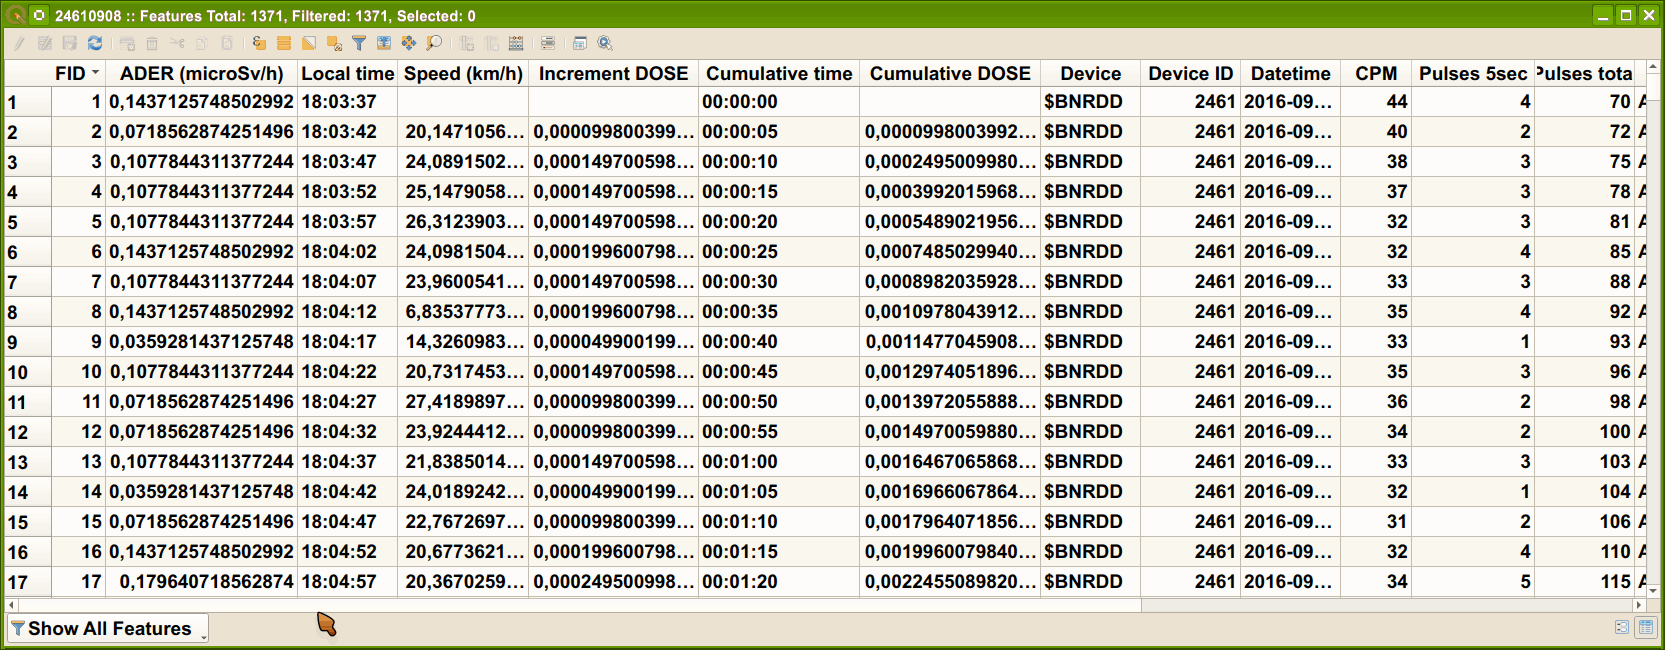 24610908 :: Features Total: 1371, Filtered: 1371, Selected: 0
FID ADER (microSv/h) Local time Speed (km/h) Increment DOSE Cumulative time Cumulative DOSE Device Device ID Datetime CPM Pulses 5sec Pulses tota
1 1 0,1437125748502992 18:03:37 00:00:00 $BNRDD 2461 2016-09... 44 4 70 A
2 2 0,0718562874251496 18:03:42 20,1471056... 0,000099800399... 00:00:05 0,0000998003992... $BNRDD 2461 2016-09... 40 2 72 A
3 3 0,1077844311377244 18:03:47 24,0891502... 0,000149700598... 00:00:10 0,0002495009980... $BNRDD 2461 2016-09... 38 3 75 A
4 4 0,1077844311377244 18:03:52 25,1479058... 0,000149700598... 00:00:15 0,0003992015968... $BNRDD 2461 2016-09... 37 3 78 A
5 5 0,1077844311377244 18:03:57 26,3123903... 0,000149700598... 00:00:20 0,0005489021956... $BNRDD 2461 2016-09... 32 3 81 A
6 6 0,1437125748502992 18:04:02 24,0981504... 0,000199600798... 00:00:25 0,0007485029940... $BNRDD 2461 2016-09... 32 4 85 A
7 7 0,1077844311377244 18:04:07 23,9600541... 0,000149700598... 00:00:30 0,0008982035928... $BNRDD 2461 2016-09... 33 3 88 A
8 8 0,1437125748502992 18:04:12 6,83537773... 0,000199600798... 00:00:35 0,0010978043912... $BNRDD 2461 2016-09... 35 4 92 A
9 9 0,0359281437125748 18:04:17 14,3260983... 0,000049900199... 00:00:40 0,0011477045908... $BNRDD 2461 2016-09... 33 1 93 A
10 10 0,1077844311377244 18:04:22 20,7317453... 0,000149700598... 00:00:45 0,0012974051896... $BNRDD 2461 2016-09... 35 3 96 A
11 11 0,0718562874251496 18:04:27 27,4189897... 0,000099800399... 00:00:50 0,0013972055888... $BNRDD 2461 2016-09... 36 2 98 A
12 12 0,0718562874251496 18:04:32 23,9244412... 0,000099800399... 00:00:55 0,0014970059880... $BNRDD 2461 2016-09... 34 2 100 A
13 13 0,1077844311377244 18:04:37 21,8385014... 0,000149700598... 00:01:00 0,0016467065868... $BNRDD 2461 2016-09... 33 3 103 A
14 14 0,0359281437125748 18:04:42 24,0189242... 0,000049900199... 00:01:05 0,0016966067864... $BNRDD 2461 2016-09... 32 1 104 A
15 15 0,0718562874251496 18:04:47 22,7672697... 0,000099800399... 00:01:10 0,0017964071856... $BNRDD 2461 2016-09... 31 2 106 A
16 16 0,1437125748502992 18:04:52 20,6773621... 0,000199600798... 00:01:15 0,0019960079840... $BNRDD 2461 2016-09... 32 4 110 A
17 17 0,179640718562874 18:04:57 20,3670259... 0,000249500998... 00:01:20 0,0022455089820... $BNRDD 2461 2016-09... 34 5 115 A
Show All Features